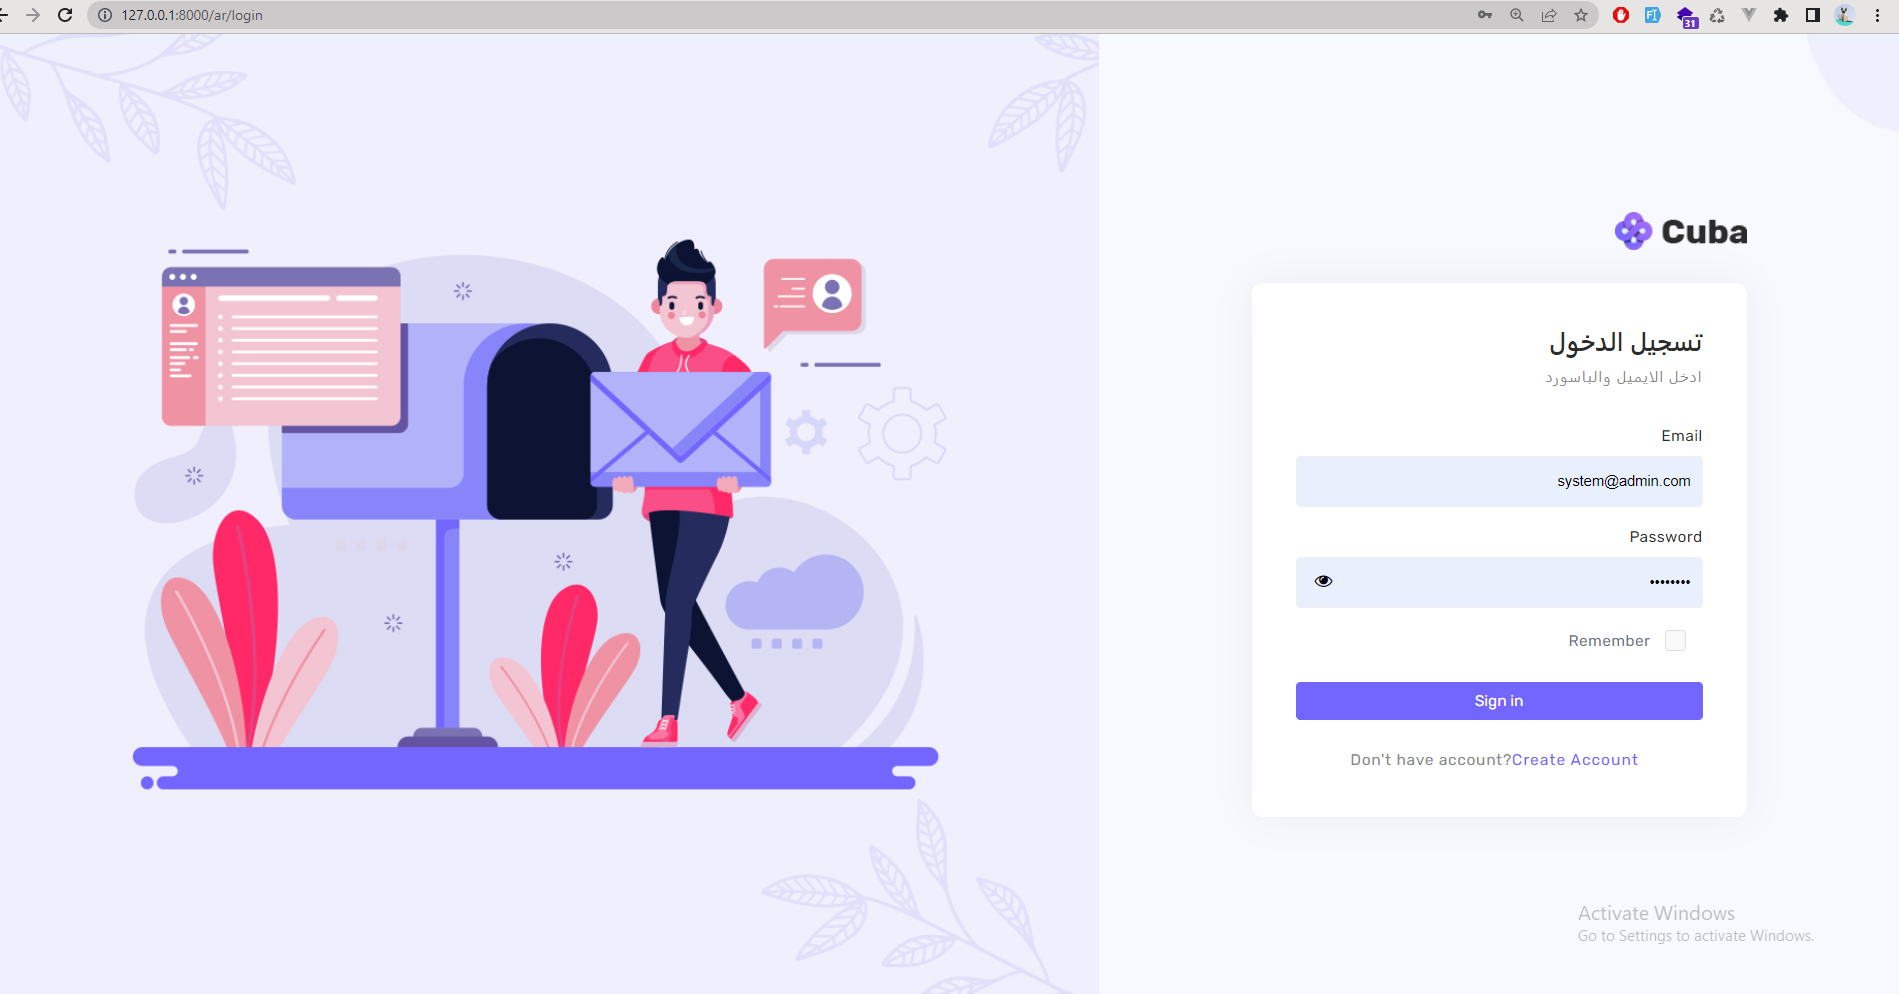 127.0.0.1:8000/ar/login
31
Cuba
تسجيل الدخول
ادخل الايميل والباسورد
Email
system@admin.com
Password
••••••••
Remember
Sign in
Don't have account?Create Account
Activate Windows
Go to Settings to activate Windows.